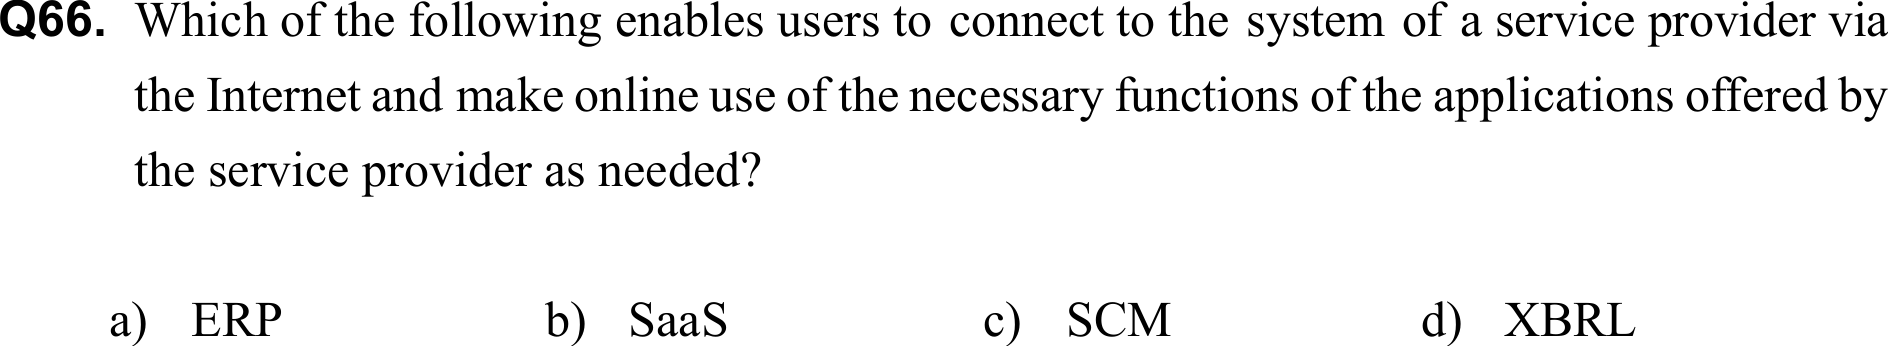 Q66. Which of the following enables users to connect to the system of a service provider via
the Internet and make online use of the necessary functions of the applications offered by
the service provider as needed?
a) ERP b) SaaS c) SCM d) XBRL